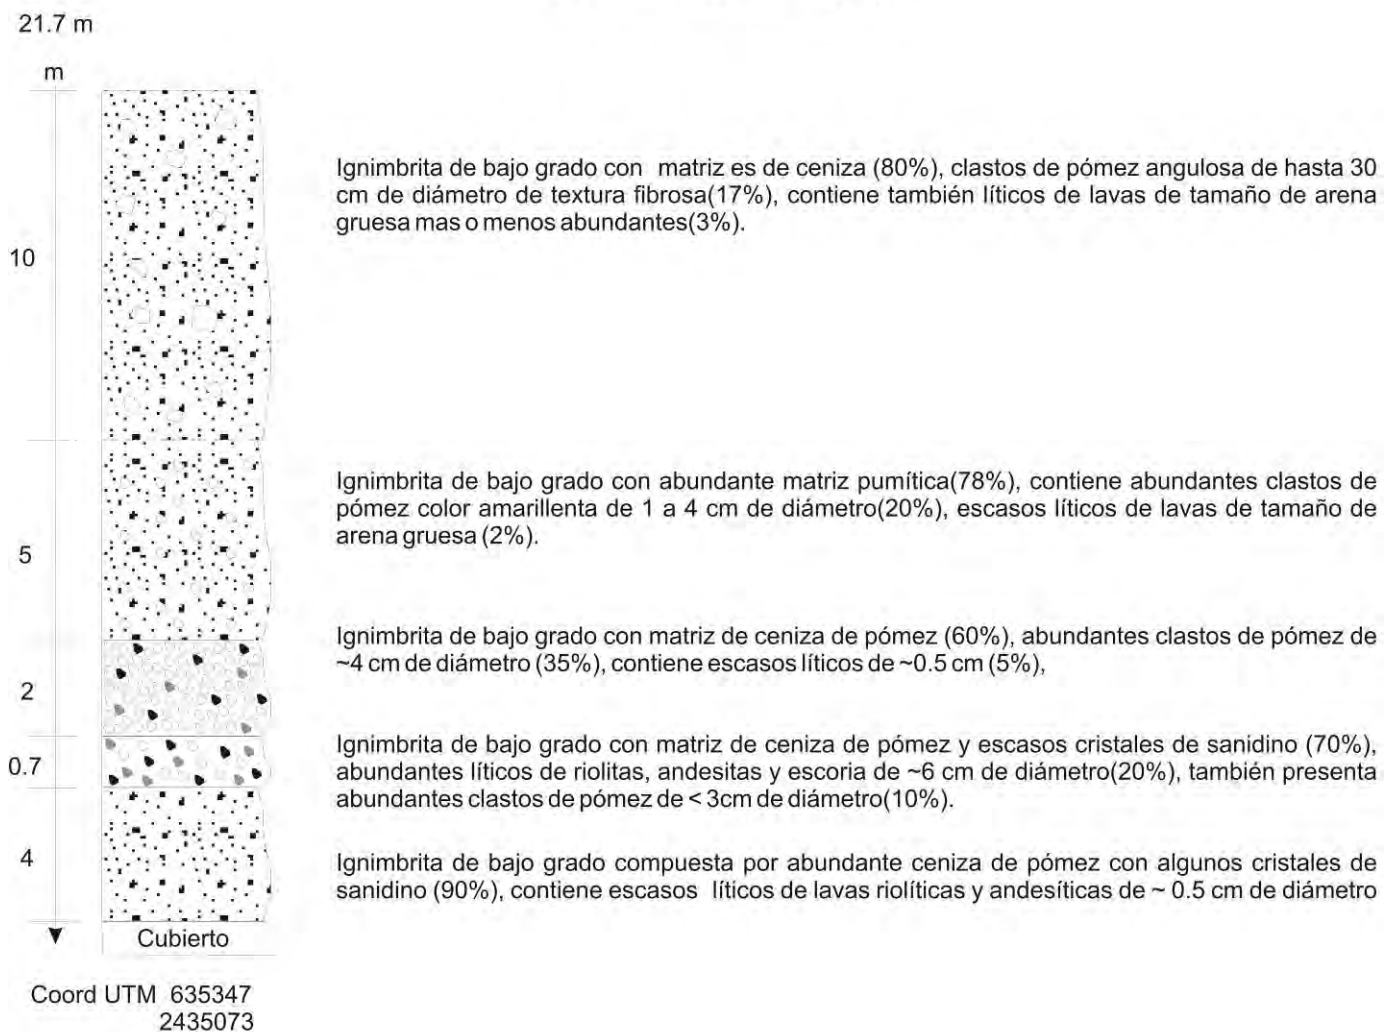 21.7 m
m
10
Ignimbrita de bajo grado con matriz es de ceniza (80%), clastos de pómez angulosa de hasta 30
cm de diámetro de textura fibrosa(17%), contiene también líticos de lavas de tamaño de arena
gruesa mas o menos abundantes(3%).
5
Ignimbrita de bajo grado con abundante matriz pumítica(78%), contiene abundantes clastos de
pómez color amarillenta de 1 a 4 cm de diámetro(20%), escasos líticos de lavas de tamaño de
arena gruesa (2%).
2
Ignimbrita de bajo grado con matriz de ceniza de pómez (60%), abundantes clastos de pómez de
~4 cm de diámetro (35%), contiene escasos líticos de ~0.5 cm (5%),
0.7
Ignimbrita de bajo grado con matriz de ceniza de pómez y escasos cristales de sanidino (70%),
abundantes líticos de riolitas, andesitas y escoria de ~6 cm de diámetro(20%), también presenta
abundantes clastos de pómez de < 3cm de diámetro(10%).
4
Ignimbrita de bajo grado compuesta por abundante ceniza de pómez con algunos cristales de
sanidino (90%), contiene escasos líticos de lavas riolíticas y andesíticas de ~ 0.5 cm de diámetro
Cubierto
Coord UTM 635347
2435073